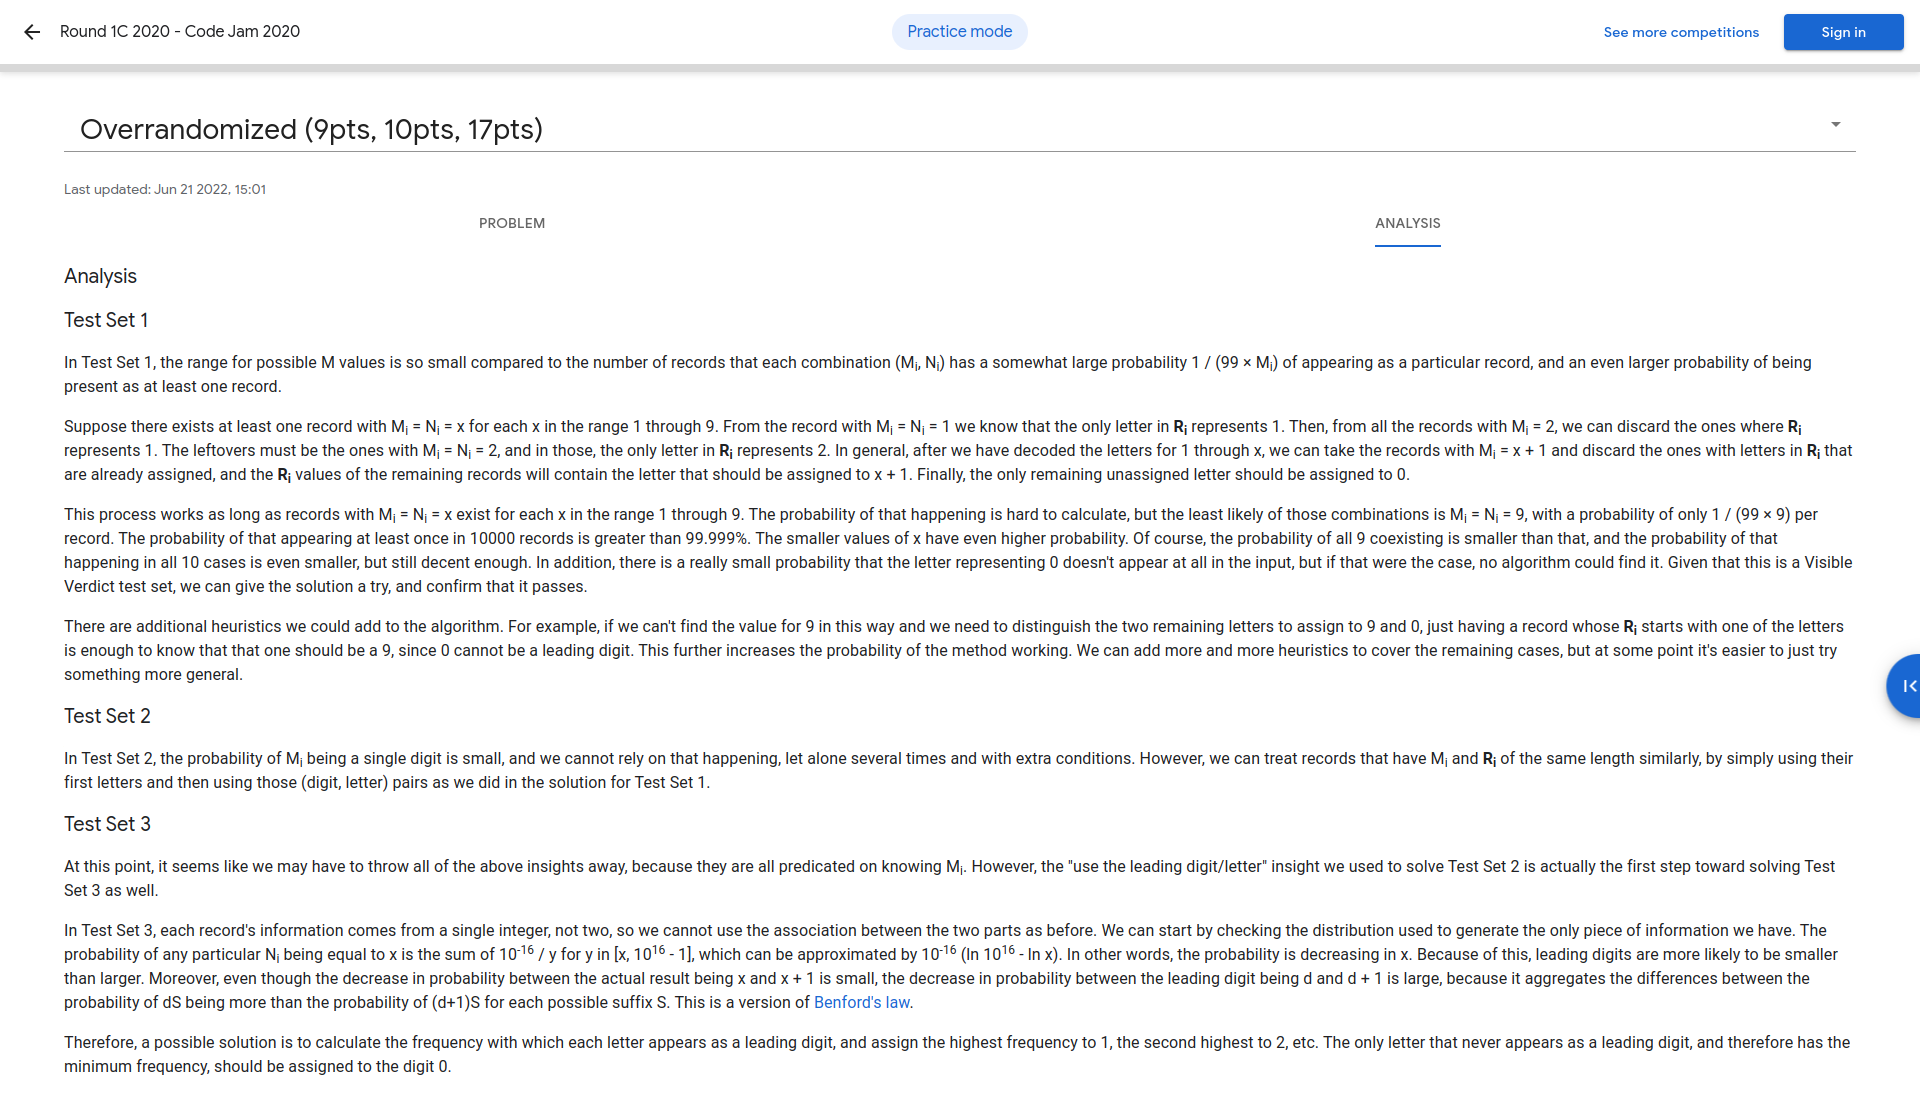 Round 1C 2020 - Code Jam 2020
Practice mode
See more competitions
Sign in
Overrandomized (9pts, 10pts, 17pts)
Last updated: Jun 21 2022, 15:01
PROBLEM
ANALYSIS
Analysis
Test Set 1
In Test Set 1, the range for possible M values is so small compared to the number of records that each combination (Mi, Ni) has a somewhat large probability 1 / (99 × Mi) of appearing as a particular record, and an even larger probability of being
present as at least one record.
Suppose there exists at least one record with Mi = Ni = x for each x in the range 1 through 9. From the record with Mi = Ni = 1 we know that the only letter in Ri represents 1. Then, from all the records with Mi = 2, we can discard the ones where Ri
represents 1. The leftovers must be the ones with Mi = Ni = 2, and in those, the only letter in Ri represents 2. In general, after we have decoded the letters for 1 through x, we can take the records with Mi = x + 1 and discard the ones with letters in Ri that
are already assigned, and the Ri values of the remaining records will contain the letter that should be assigned to x + 1. Finally, the only remaining unassigned letter should be assigned to 0.
This process works as long as records with Mi = Ni = x exist for each x in the range 1 through 9. The probability of that happening is hard to calculate, but the least likely of those combinations is Mi = Ni = 9, with a probability of only 1 / (99 × 9) per
record. The probability of that appearing at least once in 10000 records is greater than 99.999%. The smaller values of x have even higher probability. Of course, the probability of all 9 coexisting is smaller than that, and the probability of that
happening in all 10 cases is even smaller, but still decent enough. In addition, there is a really small probability that the letter representing 0 doesn't appear at all in the input, but if that were the case, no algorithm could find it. Given that this is a Visible
Verdict test set, we can give the solution a try, and confirm that it passes.
There are additional heuristics we could add to the algorithm. For example, if we can't find the value for 9 in this way and we need to distinguish the two remaining letters to assign to 9 and 0, just having a record whose Ri starts with one of the letters
is enough to know that that one should be a 9, since 0 cannot be a leading digit. This further increases the probability of the method working. We can add more and more heuristics to cover the remaining cases, but at some point it's easier to just try
something more general.
Test Set 2
In Test Set 2, the probability of Mi being a single digit is small, and we cannot rely on that happening, let alone several times and with extra conditions. However, we can treat records that have Mi and Ri of the same length similarly, by simply using their
first letters and then using those (digit, letter) pairs as we did in the solution for Test Set 1.
Test Set 3
At this point, it seems like we may have to throw all of the above insights away, because they are all predicated on knowing Mi. However, the "use the leading digit/letter" insight we used to solve Test Set 2 is actually the first step toward solving Test
Set 3 as well.
In Test Set 3, each record's information comes from a single integer, not two, so we cannot use the association between the two parts as before. We can start by checking the distribution used to generate the only piece of information we have. The
probability of any particular Ni being equal to x is the sum of 10-16 / y for y in [x, 1016 - 1], which can be approximated by 10-16 (ln 1016 - ln x). In other words, the probability is decreasing in x. Because of this, leading digits are more likely to be smaller
than larger. Moreover, even though the decrease in probability between the actual result being x and x + 1 is small, the decrease in probability between the leading digit being d and d + 1 is large, because it aggregates the differences between the
probability of dS being more than the probability of (d+1)S for each possible suffix S. This is a version of Benford's law.
Therefore, a possible solution is to calculate the frequency with which each letter appears as a leading digit, and assign the highest frequency to 1, the second highest to 2, etc. The only letter that never appears as a leading digit, and therefore has the
minimum frequency, should be assigned to the digit 0.